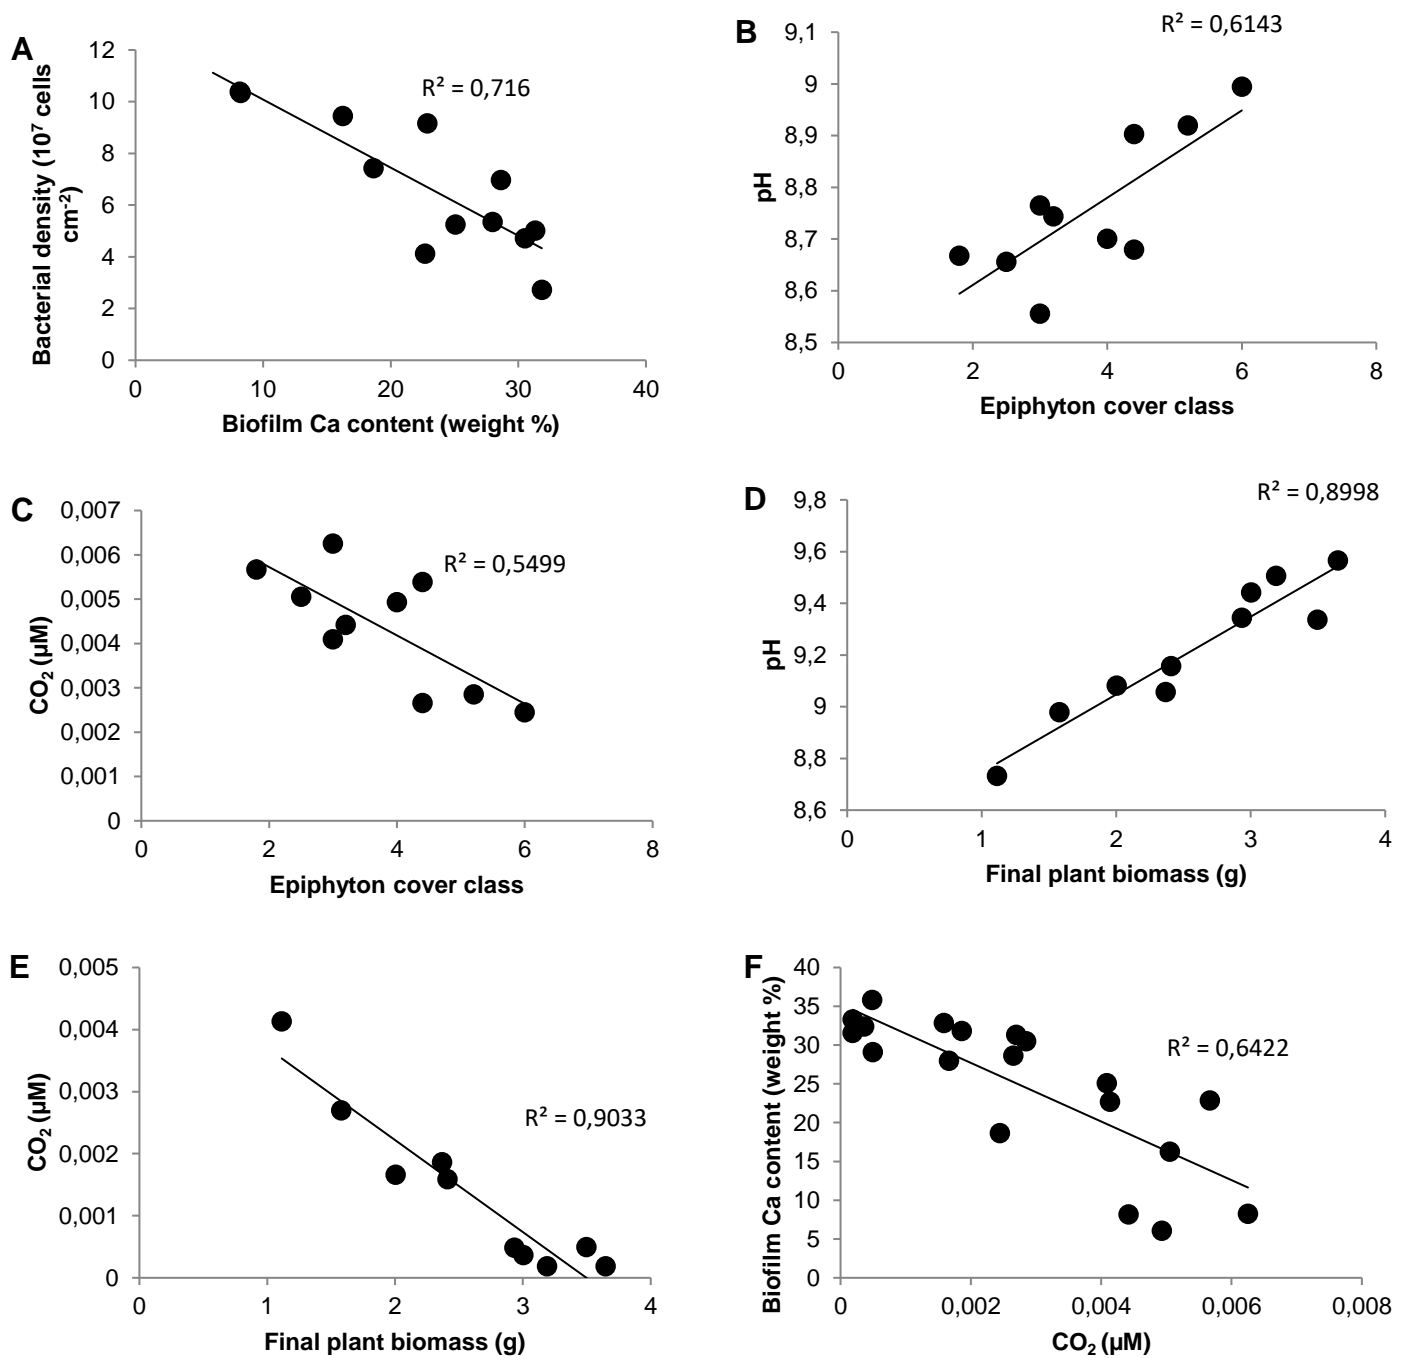 A
12
10
8
6
4
2
0
Bacterial density (10⁷ cells
cm⁻²)
R² = 0,716
0 10 20 30 40
Biofilm Ca content (weight %)
B
9,1
9
8,9
8,8
8,7
8,6
8,5
pH
R² = 0,6143
0 2 4 6 8
Epiphyton cover class
C
0,007
0,006
0,005
0,004
0,003
0,002
0,001
0
CO₂ (µM)
R² = 0,5499
0 2 4 6 8
Epiphyton cover class
D
9,8
9,6
9,4
9,2
9
8,8
8,6
pH
R² = 0,8998
0 1 2 3 4
Final plant biomass (g)
E
0,005
0,004
0,003
0,002
0,001
0
CO₂ (µM)
R² = 0,9033
0 1 2 3 4
Final plant biomass (g)
F
40
35
30
25
20
15
10
5
0
Biofilm Ca content (weight %)
R² = 0,6422
0 0,002 0,004 0,006 0,008
CO₂ (µM)